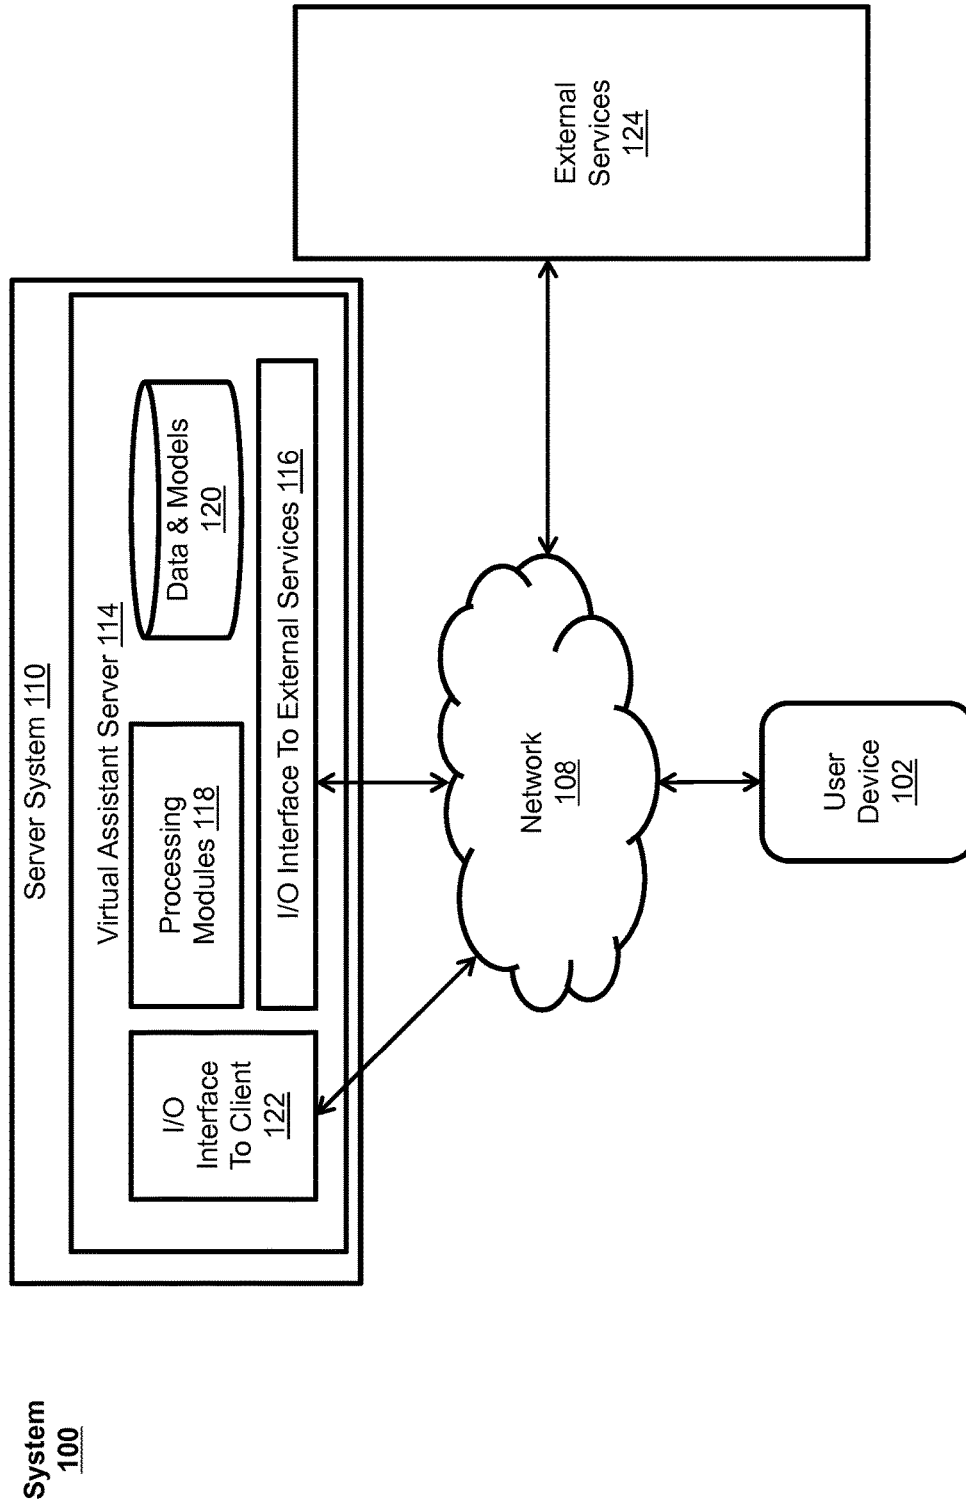 System
100
Server System 110
Virtual Assistant Server 114
I/O
Interface
To Client
122
Processing
Modules 118
Data & Models
120
I/O Interface To External Services 116
Network
108
User
Device
102
External
Services
124